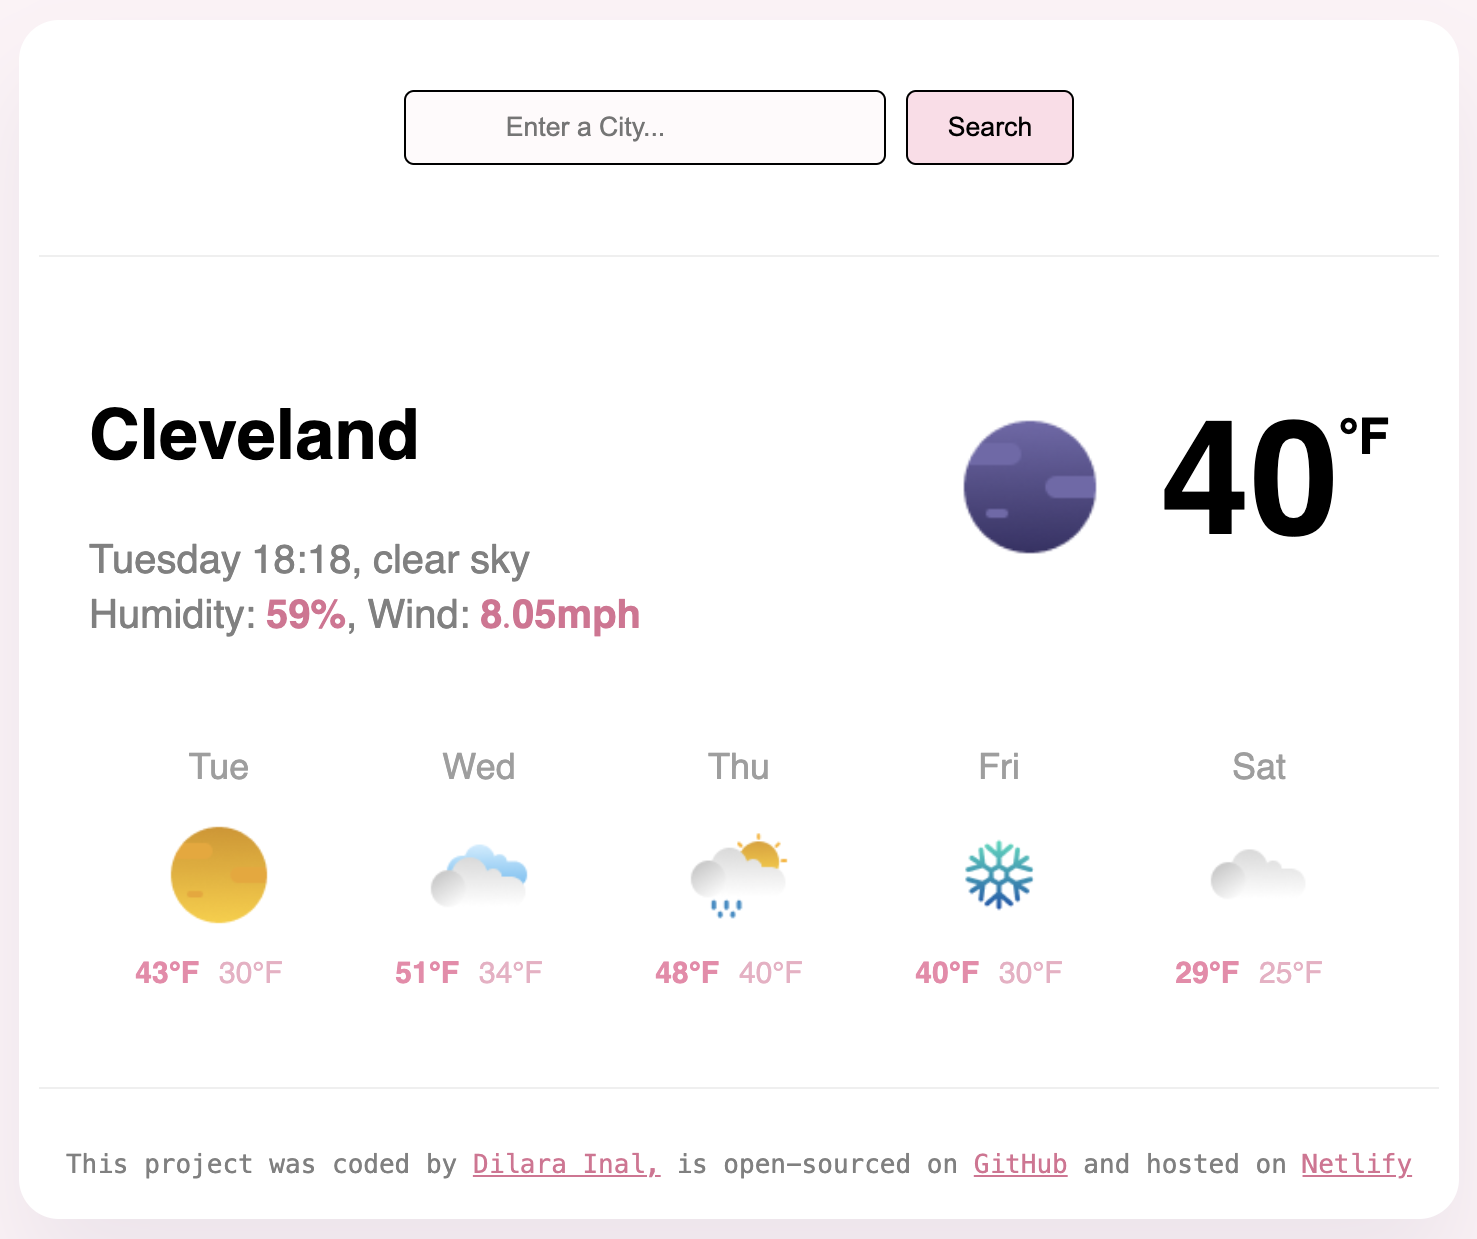 Enter a City...
Search
Cleveland
40°F
Tuesday 18:18, clear sky
Humidity: 59%, Wind: 8.05mph
Tue Wed Thu Fri Sat
43°F 30°F 51°F 34°F 48°F 40°F 40°F 30°F 29°F 25°F
This project was coded by Dilara Inal, is open-sourced on GitHub and hosted on Netlify